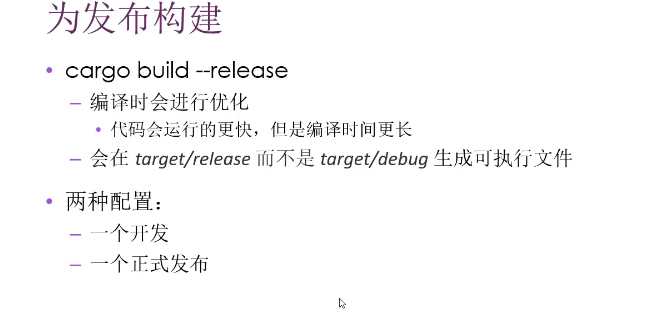 为发布构建
• cargo build --release
– 编译时会进行优化
• 代码会运行的更快，但是编译时间更长
– 会在 target/release 而不是 target/debug 生成可执行文件
• 两种配置：
– 一个开发
– 一个正式发布